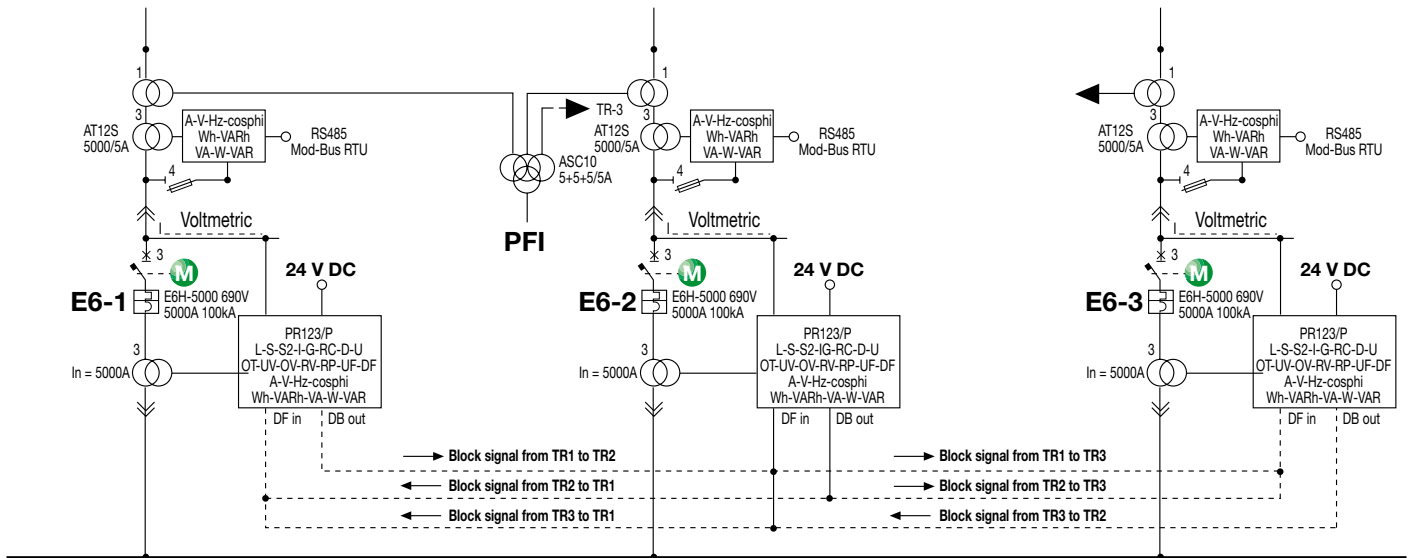 1
3
AT12S
5000/5A
A-V-Hz-cosphi
Wh-VARh
VA-W-VAR
RS485
Mod-Bus RTU
4
Voltmetric
3
M
24 V DC
E6-1
E6H-5000 690V
5000A 100kA
PR123/P
L-S-S2-I-G-RC-D-U
OT-UV-OV-RV-RP-UF-DF
A-V-Hz-cosphi
Wh-VARh-VA-W-VAR
3
In = 5000A
DF in
DB out
TR-3
ASC10
5+5+5/5A
PFI
1
3
AT12S
5000/5A
A-V-Hz-cosphi
Wh-VARh
VA-W-VAR
RS485
Mod-Bus RTU
4
Voltmetric
3
M
24 V DC
E6-2
E6H-5000 690V
5000A 100kA
PR123/P
L-S-S2-IG-RC-D-U
OT-UV-OV-RV-RP-UF-DF
A-V-Hz-cosphi
Wh-VARh-VA-W-VAR
3
In = 5000A
DF in
DB out
1
3
AT12S
5000/5A
A-V-Hz-cosphi
Wh-VARh
VA-W-VAR
RS485
Mod-Bus RTU
4
Voltmetric
3
M
24 V DC
E6-3
E6H-5000 690V
5000A 100kA
PR123/P
L-S-S2-I-G-RC-D-U
OT-UV-OV-RV-RP-UF-DF
A-V-Hz-cosphi
Wh-VARh-VA-W-VAR
3
In = 5000A
DF in
DB out
Block signal from TR1 to TR2
Block signal from TR1 to TR3
Block signal from TR2 to TR1
Block signal from TR2 to TR3
Block signal from TR3 to TR1
Block signal from TR3 to TR2